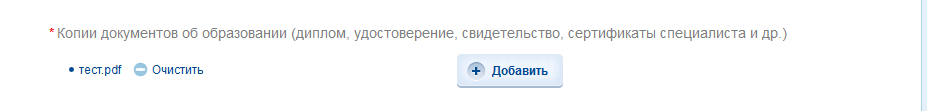 * Копии документов об образовании (диплом, удостоверение, свидетельство, сертификаты специалиста и др.)
• тест.pdf Очистить Добавить